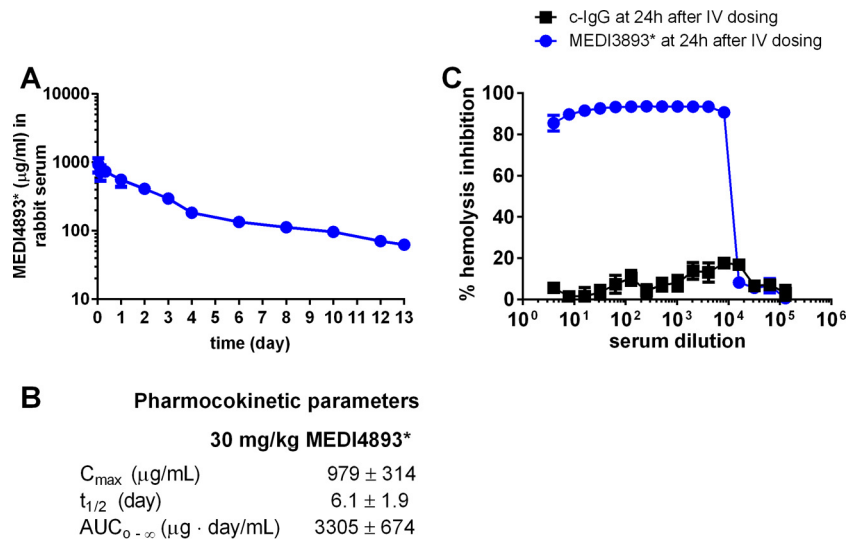 c-IgG at 24h after IV dosing
MEDI3893* at 24h after IV dosing
A
MEDI4893* (µg/ml) in
rabbit serum
10000
1000
100
10
0 1 2 3 4 5 6 7 8 9 10 11 12 13
time (day)
C
% hemolysis inhibition
100
80
60
40
20
0
10⁰ 10¹ 10² 10³ 10⁴ 10⁵ 10⁶
serum dilution
B
Pharmocokinetic parameters
30 mg/kg MEDI4893*
Cmax (µg/mL) 979 ± 314
t1/2 (day) 6.1 ± 1.9
AUCo - ∞ (µg · day/mL) 3305 ± 674